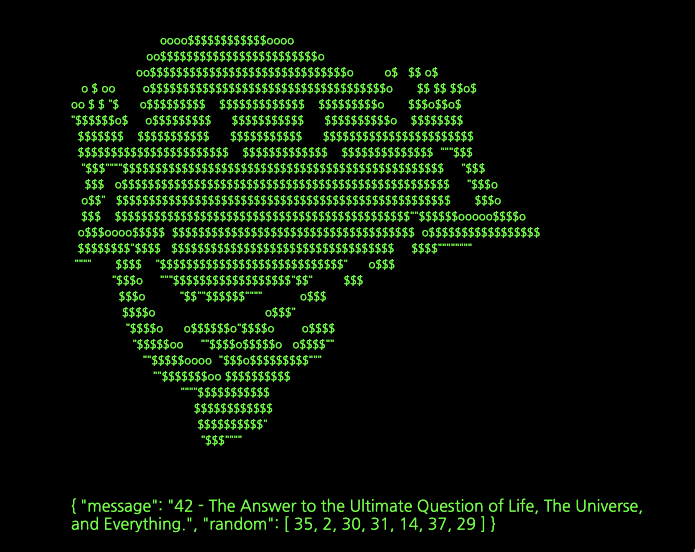 { "message": "42 - The Answer to the Ultimate Question of Life, The Universe,
and Everything.", "random": [ 35, 2, 30, 31, 14, 37, 29 ] }